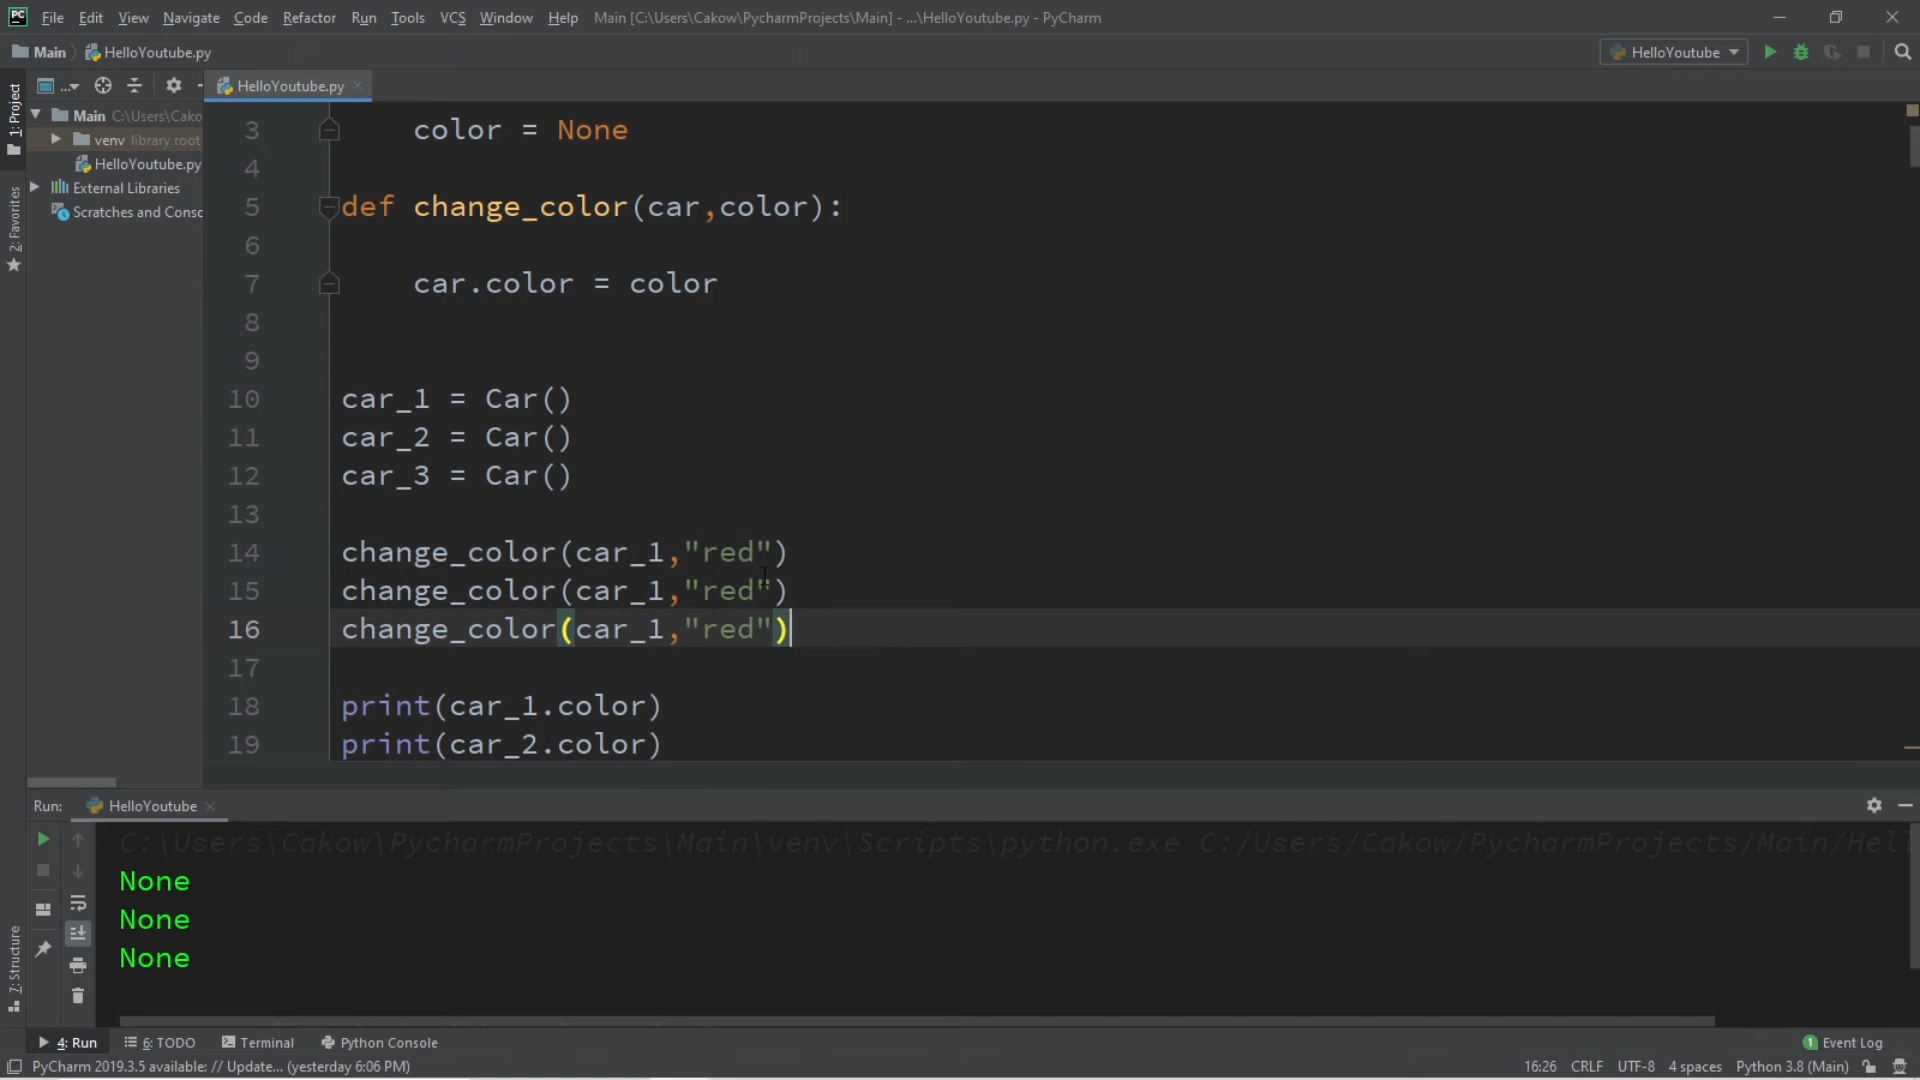 PC File Edit View Navigate Code Refactor Run Tools VCS Window Help Main [C:\Users\Cakow\PycharmProjects\Main] - ...\HelloYoutube.py - PyCharm
Main HelloYoutube.py HelloYoutube
... HelloYoutube.py
1: Project
Main C:\Users\Cako
venv library root
HelloYoutube.py
External Libraries
Scratches and Consc
2: Favorites
7: Structure
3 color = None
4
5 def change_color(car,color):
6
7 car.color = color
8
9
10 car_1 = Car()
11 car_2 = Car()
12 car_3 = Car()
13
14 change_color(car_1,"red")
15 change_color(car_1,"red")
16 change_color(car_1,"red")
17
18 print(car_1.color)
19 print(car_2.color)
Run: HelloYoutube
C:\Users\Cakow\PycharmProjects\Main\venv\Scripts\python.exe C:/Users/Cakow/PycharmProjects/Main/Hell
None
None
None
4: Run 6: TODO Terminal Python Console 1 Event Log
PyCharm 2019.3.5 available: // Update... (yesterday 6:06 PM) 16:26 CRLF UTF-8 4 spaces Python 3.8 (Main)